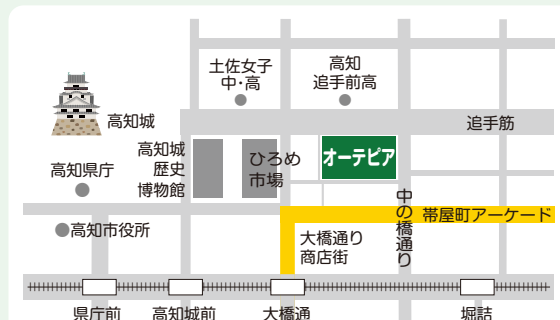 土佐女子
中・高
高知
追手前高
高知城
追手筋
高知城
歴史
博物館
ひろめ
市場
オーテピア
高知県庁
高知市役所
中の橋通り
帯屋町アーケード
大橋通り
商店街
県庁前
高知城前
大橋通
堀詰